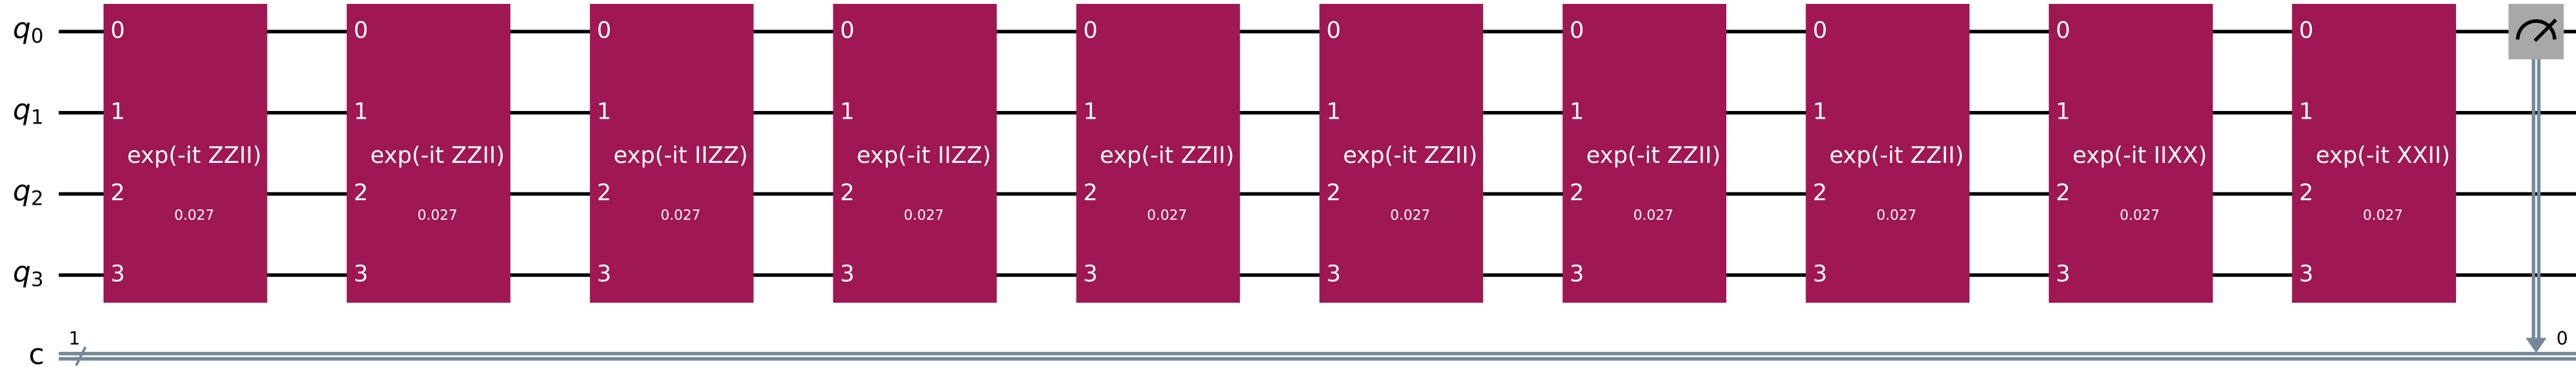 q0 0 0 0 0 0 0 0 0 0 0
q1 1 1 1 1 1 1 1 1 1 1
exp(-it ZZII) exp(-it ZZII) exp(-it IIZZ) exp(-it IIZZ) exp(-it ZZII) exp(-it ZZII) exp(-it ZZII) exp(-it ZZII) exp(-it IIXX) exp(-it XXII)
q2 2 2 2 2 2 2 2 2 2 2
0.027 0.027 0.027 0.027 0.027 0.027 0.027 0.027 0.027 0.027
q3 3 3 3 3 3 3 3 3 3 3
1 0
c